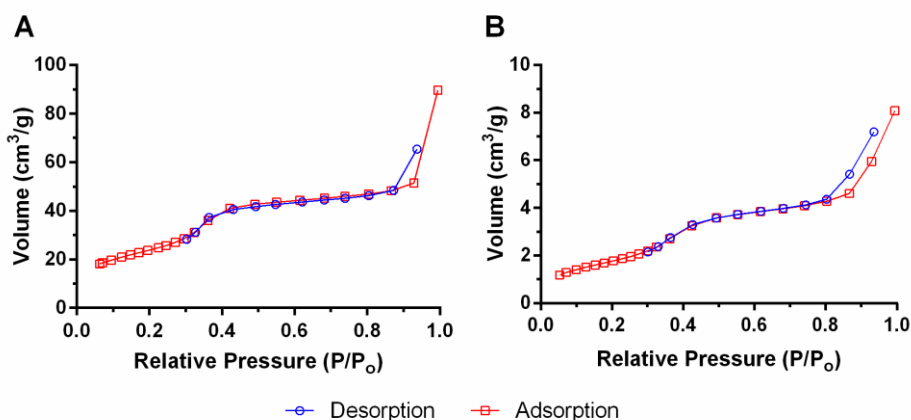 A
B
Volume (cm³/g)
100
80
60
40
20
0
0.0 0.2 0.4 0.6 0.8 1.0
Relative Pressure (P/Pₒ)
Volume (cm³/g)
10
8
6
4
2
0
0.0 0.2 0.4 0.6 0.8 1.0
Relative Pressure (P/Pₒ)
Desorption Adsorption